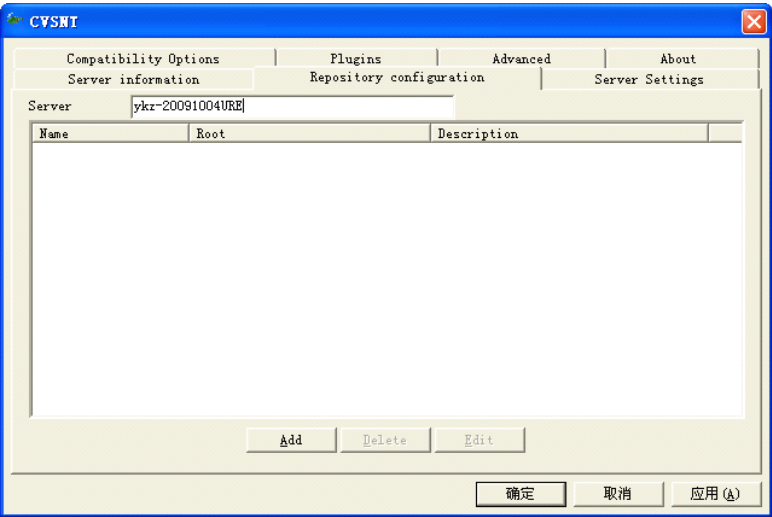 CVSNT
Compatibility Options Plugins Advanced About
Server information Repository configuration Server Settings
Server ykz-20091004URE
Name Root Description
Add Delete Edit
确定 取消 应用(A)